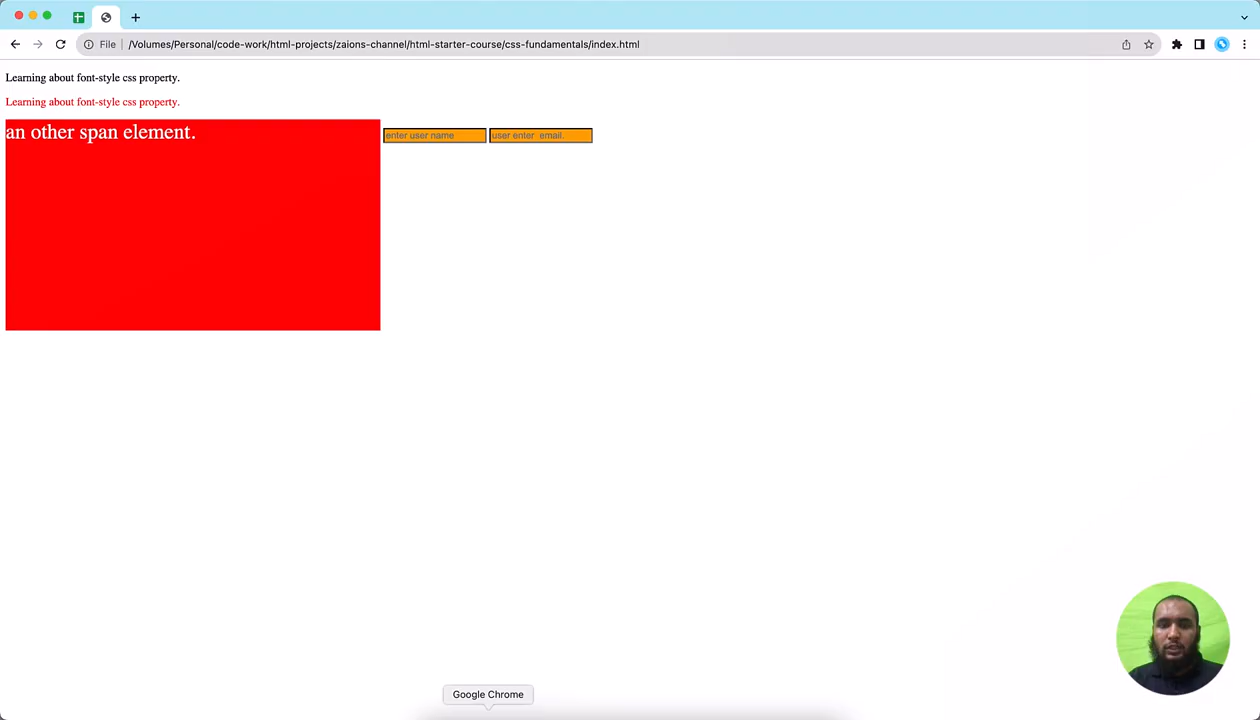 File /Volumes/Personal/code-work/html-projects/zaions-channel/html-starter-course/css-fundamentals/index.html
Learning about font-style css property.
Learning about font-style css property.
an other span element. enter user name user enter  email.
Google Chrome